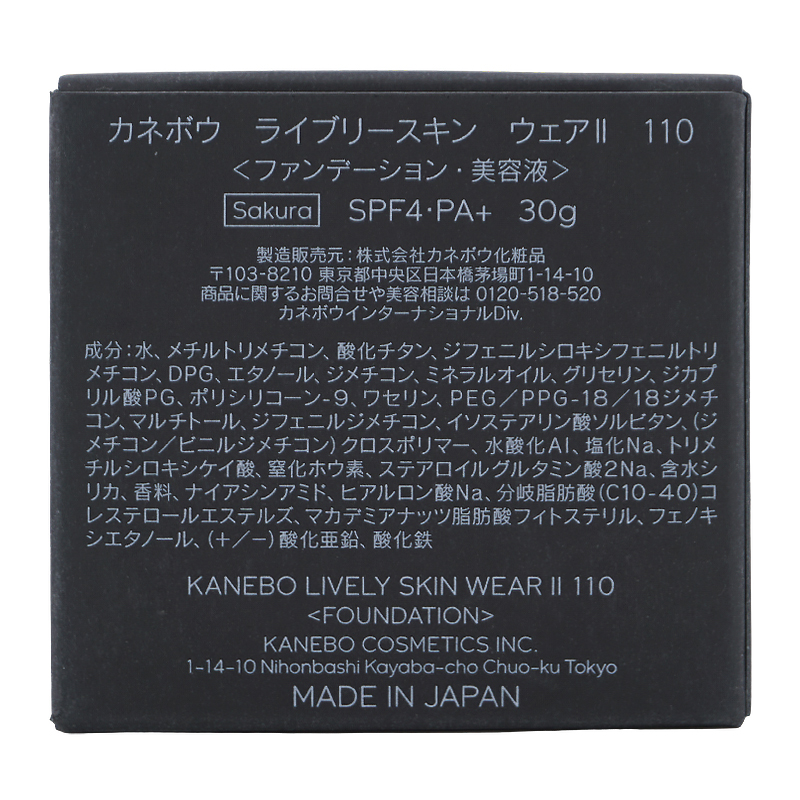 カネボウ ライブリースキン ウェアⅡ 110
＜ファンデーション・美容液＞
Sakura SPF4・PA+ 30g
製造販売元：株式会社カネボウ化粧品
〒103-8210 東京都中央区日本橋茅場町1-14-10
商品に関するお問合せや美容相談は 0120-518-520
カネボウインターナショナルDiv.
成分：水、メチルトリメチコン、酸化チタン、ジフェニルシロキシフェニルトリ
メチコン、DPG、エタノール、ジメチコン、ミネラルオイル、グリセリン、ジカプ
リル酸PG、ポリシリコーン-9、ワセリン、PEG／PPG-18／18ジメチ
コン、マルチトール、ジフェニルジメチコン、イソステアリン酸ソルビタン、（ジ
メチコン／ビニルジメチコン）クロスポリマー、水酸化Al、塩化Na、トリメ
チルシロキシケイ酸、窒化ホウ素、ステアロイルグルタミン酸2Na、含水シ
リカ、香料、ナイアシンアミド、ヒアルロン酸Na、分岐脂肪酸（C10-40）コ
レステロールエステルズ、マカデミアナッツ脂肪酸フィトステリル、フェノキ
シエタノール、（+／−）酸化亜鉛、酸化鉄
KANEBO LIVELY SKIN WEAR II 110
<FOUNDATION>
KANEBO COSMETICS INC.
1-14-10 Nihonbashi Kayaba-cho Chuo-ku Tokyo
MADE IN JAPAN